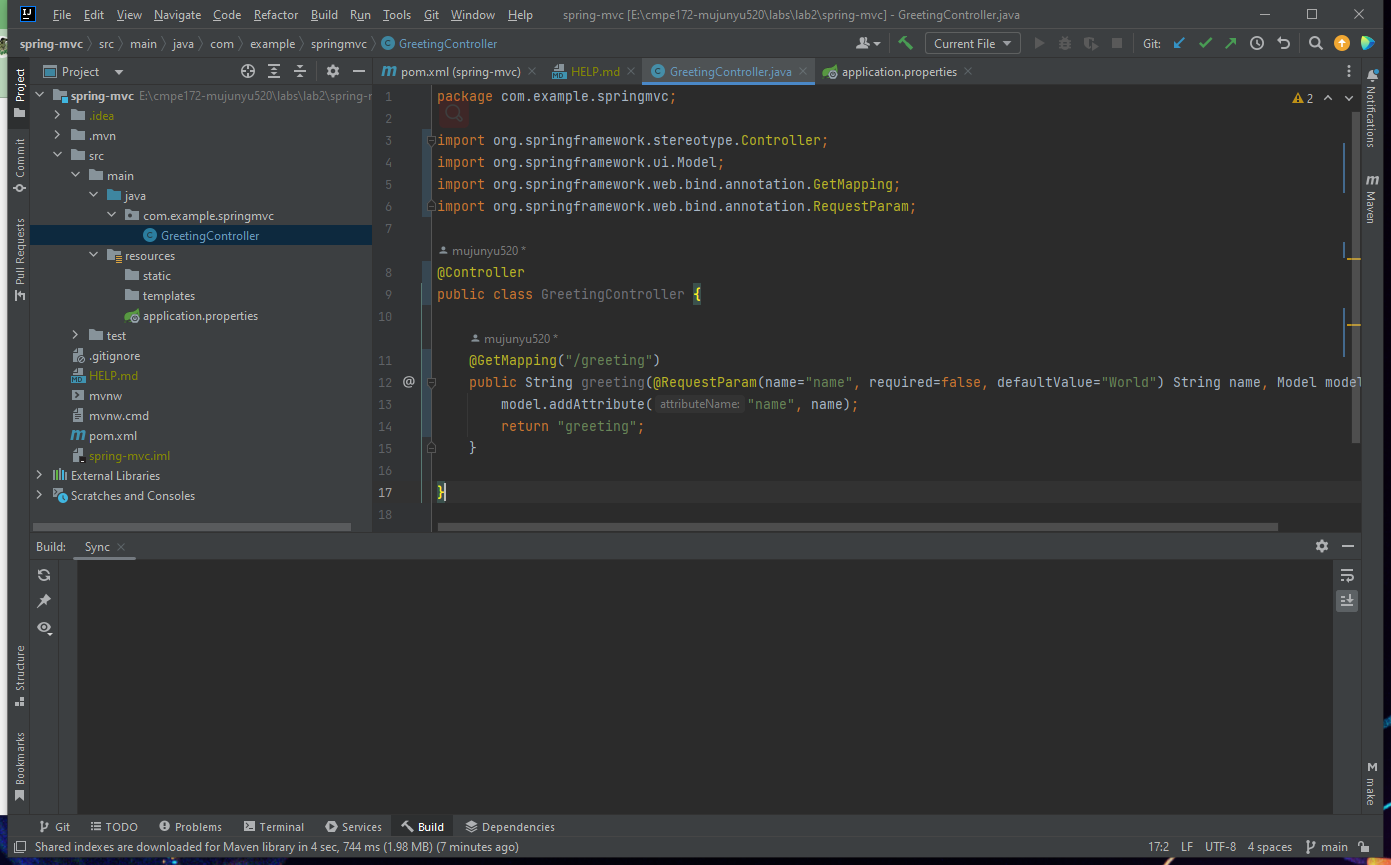 File Edit View Navigate Code Refactor Build Run Tools Git Window Help spring-mvc [E:\cmpe172-mujunyu520\labs\lab2\spring-mvc] - GreetingController.java
spring-mvc src main java com example springmvc GreetingController Current File Git:
Project
Commit
Pull Requests
Structure
Bookmarks
Project
spring-mvc E:\cmpe172-mujunyu520\labs\lab2\spring-r
.idea
.mvn
src
main
java
com.example.springmvc
GreetingController
resources
static
templates
application.properties
test
.gitignore
HELP.md
mvnw
mvnw.cmd
pom.xml
spring-mvc.iml
External Libraries
Scratches and Consoles
pom.xml (spring-mvc) HELP.md GreetingController.java application.properties
2
1 package com.example.springmvc;
2
3 import org.springframework.stereotype.Controller;
4 import org.springframework.ui.Model;
5 import org.springframework.web.bind.annotation.GetMapping;
6 import org.springframework.web.bind.annotation.RequestParam;
7
mujunyu520 *
8 @Controller
9 public class GreetingController {
10
mujunyu520 *
11 @GetMapping("/greeting")
12 @ public String greeting(@RequestParam(name="name", required=false, defaultValue="World") String name, Model model
13 model.addAttribute( attributeName: "name", name);
14 return "greeting";
15 }
16
17 }
18
Notifications
Maven
make
Build: Sync
Git TODO Problems Terminal Services Build Dependencies
Shared indexes are downloaded for Maven library in 4 sec, 744 ms (1.98 MB) (7 minutes ago) 17:2 LF UTF-8 4 spaces main